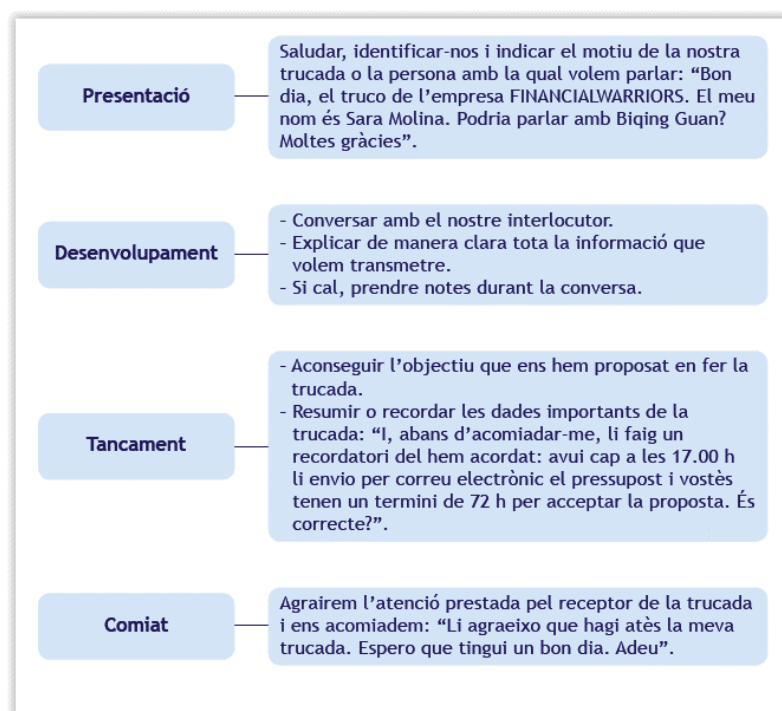 Presentació
Saludar, identificar-nos i indicar el motiu de la nostra
trucada o la persona amb la qual volem parlar: “Bon
dia, el truco de l’empresa FINANCIALWARRIORS. El meu
nom és Sara Molina. Podria parlar amb Biqing Guan?
Moltes gràcies”.
Desenvolupament
– Conversar amb el nostre interlocutor.
– Explicar de manera clara tota la informació que
volem transmetre.
– Si cal, prendre notes durant la conversa.
Tancament
– Aconseguir l’objectiu que ens hem proposat en fer la
trucada.
– Resumir o recordar les dades importants de la
trucada: “I, abans d’acomiadar-me, li faig un
recordatori del hem acordat: avui cap a les 17.00 h
li envio per correu electrònic el pressupost i vostès
tenen un termini de 72 h per acceptar la proposta. És
correcte?”.
Comiat
Agrairem l’atenció prestada pel receptor de la trucada
i ens acomiadem: “Li agraeixo que hagi atès la meva
trucada. Espero que tingui un bon dia. Adeu”.